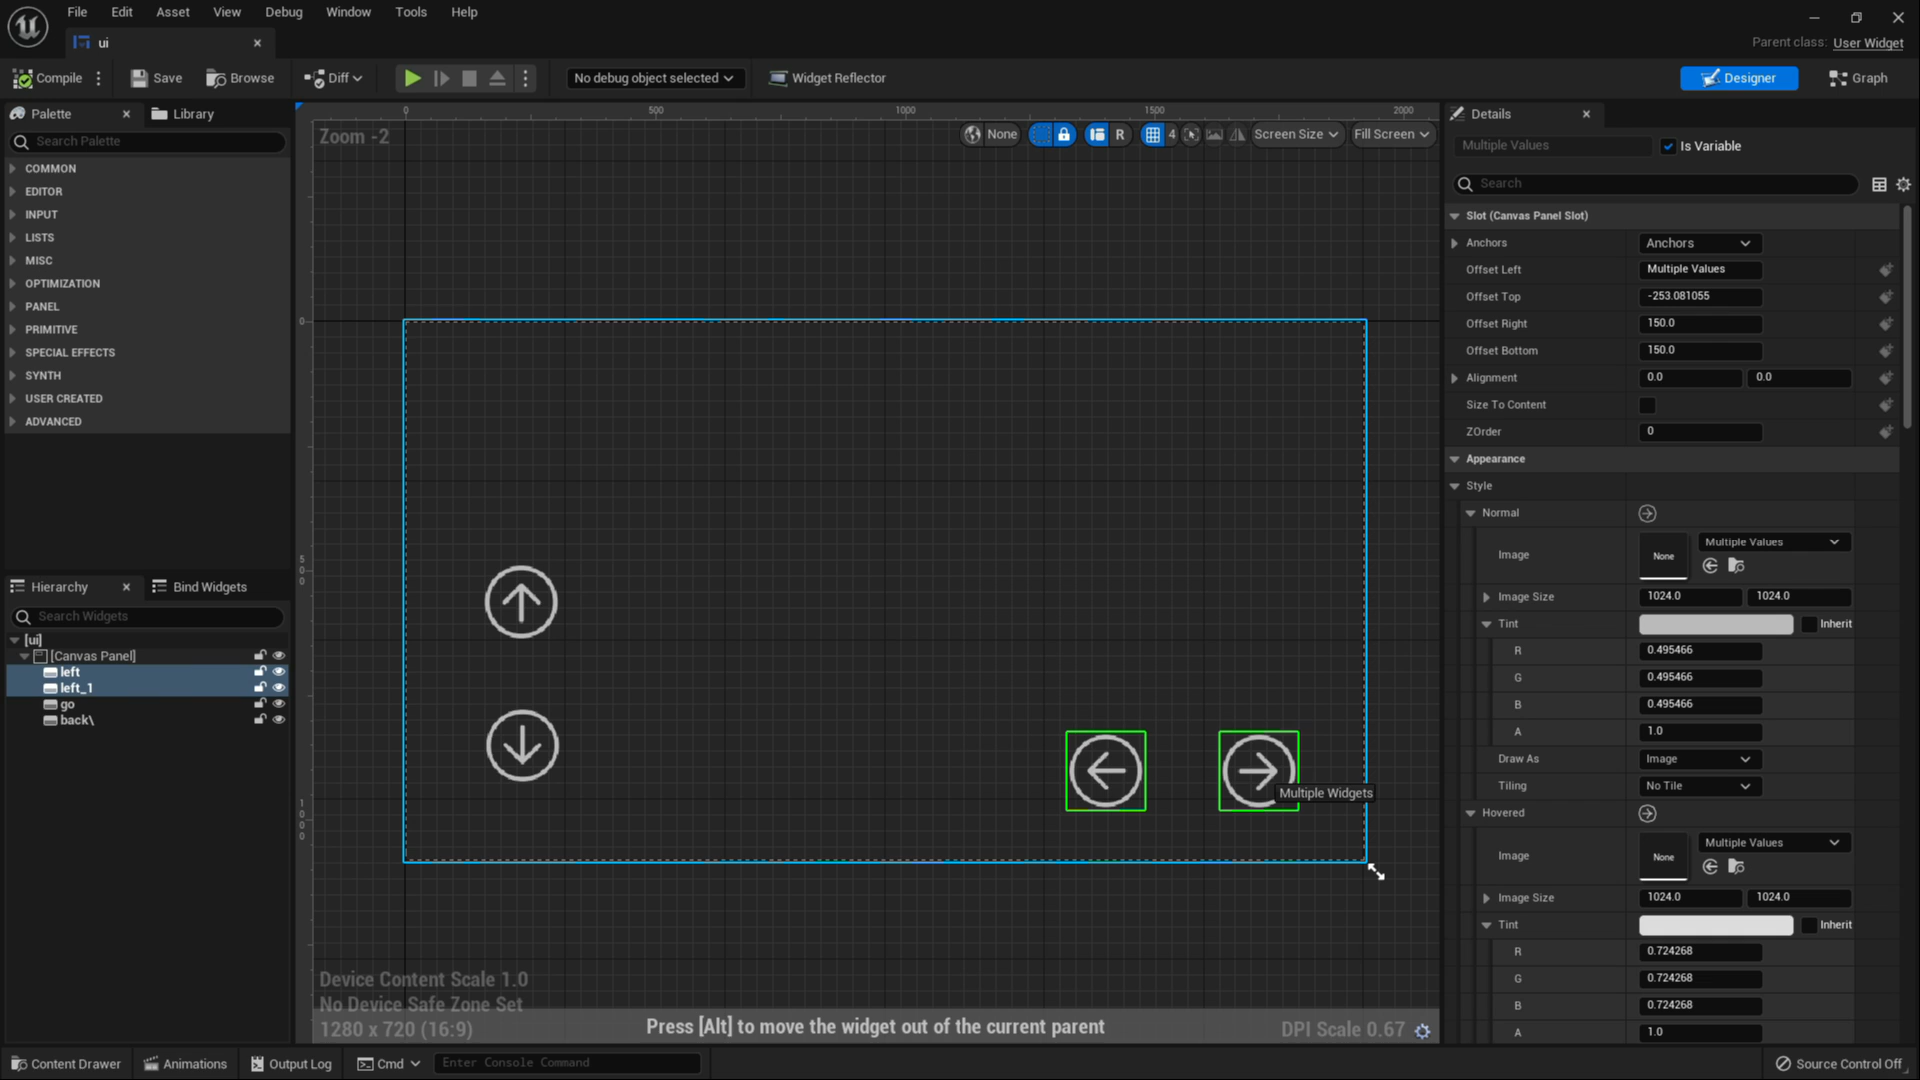 File Edit Asset View Debug Window Tools Help
ui
Parent class: User Widget
Compile Save Browse Diff No debug object selected Widget Reflector Designer Graph
Palette Library
Search Palette
COMMON
EDITOR
INPUT
LISTS
MISC
OPTIMIZATION
PANEL
PRIMITIVE
SPECIAL EFFECTS
SYNTH
USER CREATED
ADVANCED
Hierarchy Bind Widgets
Search Widgets
[ui]
[Canvas Panel]
left
left_1
go
back\
0 500 1000 1500 2000
Zoom -2
None R 4 Screen Size Fill Screen
0
500
1000
Multiple Widgets
Device Content Scale 1.0
No Device Safe Zone Set
1280 x 720 (16:9)
Press [Alt] to move the widget out of the current parent
DPI Scale 0.67
Details
Multiple Values Is Variable
Search
Slot (Canvas Panel Slot)
Anchors Anchors
Offset Left Multiple Values
Offset Top -253.081055
Offset Right 150.0
Offset Bottom 150.0
Alignment 0.0 0.0
Size To Content
ZOrder 0
Appearance
Style
Normal
Image None Multiple Values
Image Size 1024.0 1024.0
Tint Inherit
R 0.495466
G 0.495466
B 0.495466
A 1.0
Draw As Image
Tiling No Tile
Hovered
Image None Multiple Values
Image Size 1024.0 1024.0
Tint Inherit
R 0.724268
G 0.724268
B 0.724268
A 1.0
Content Drawer Animations Output Log Cmd Enter Console Command Source Control Off